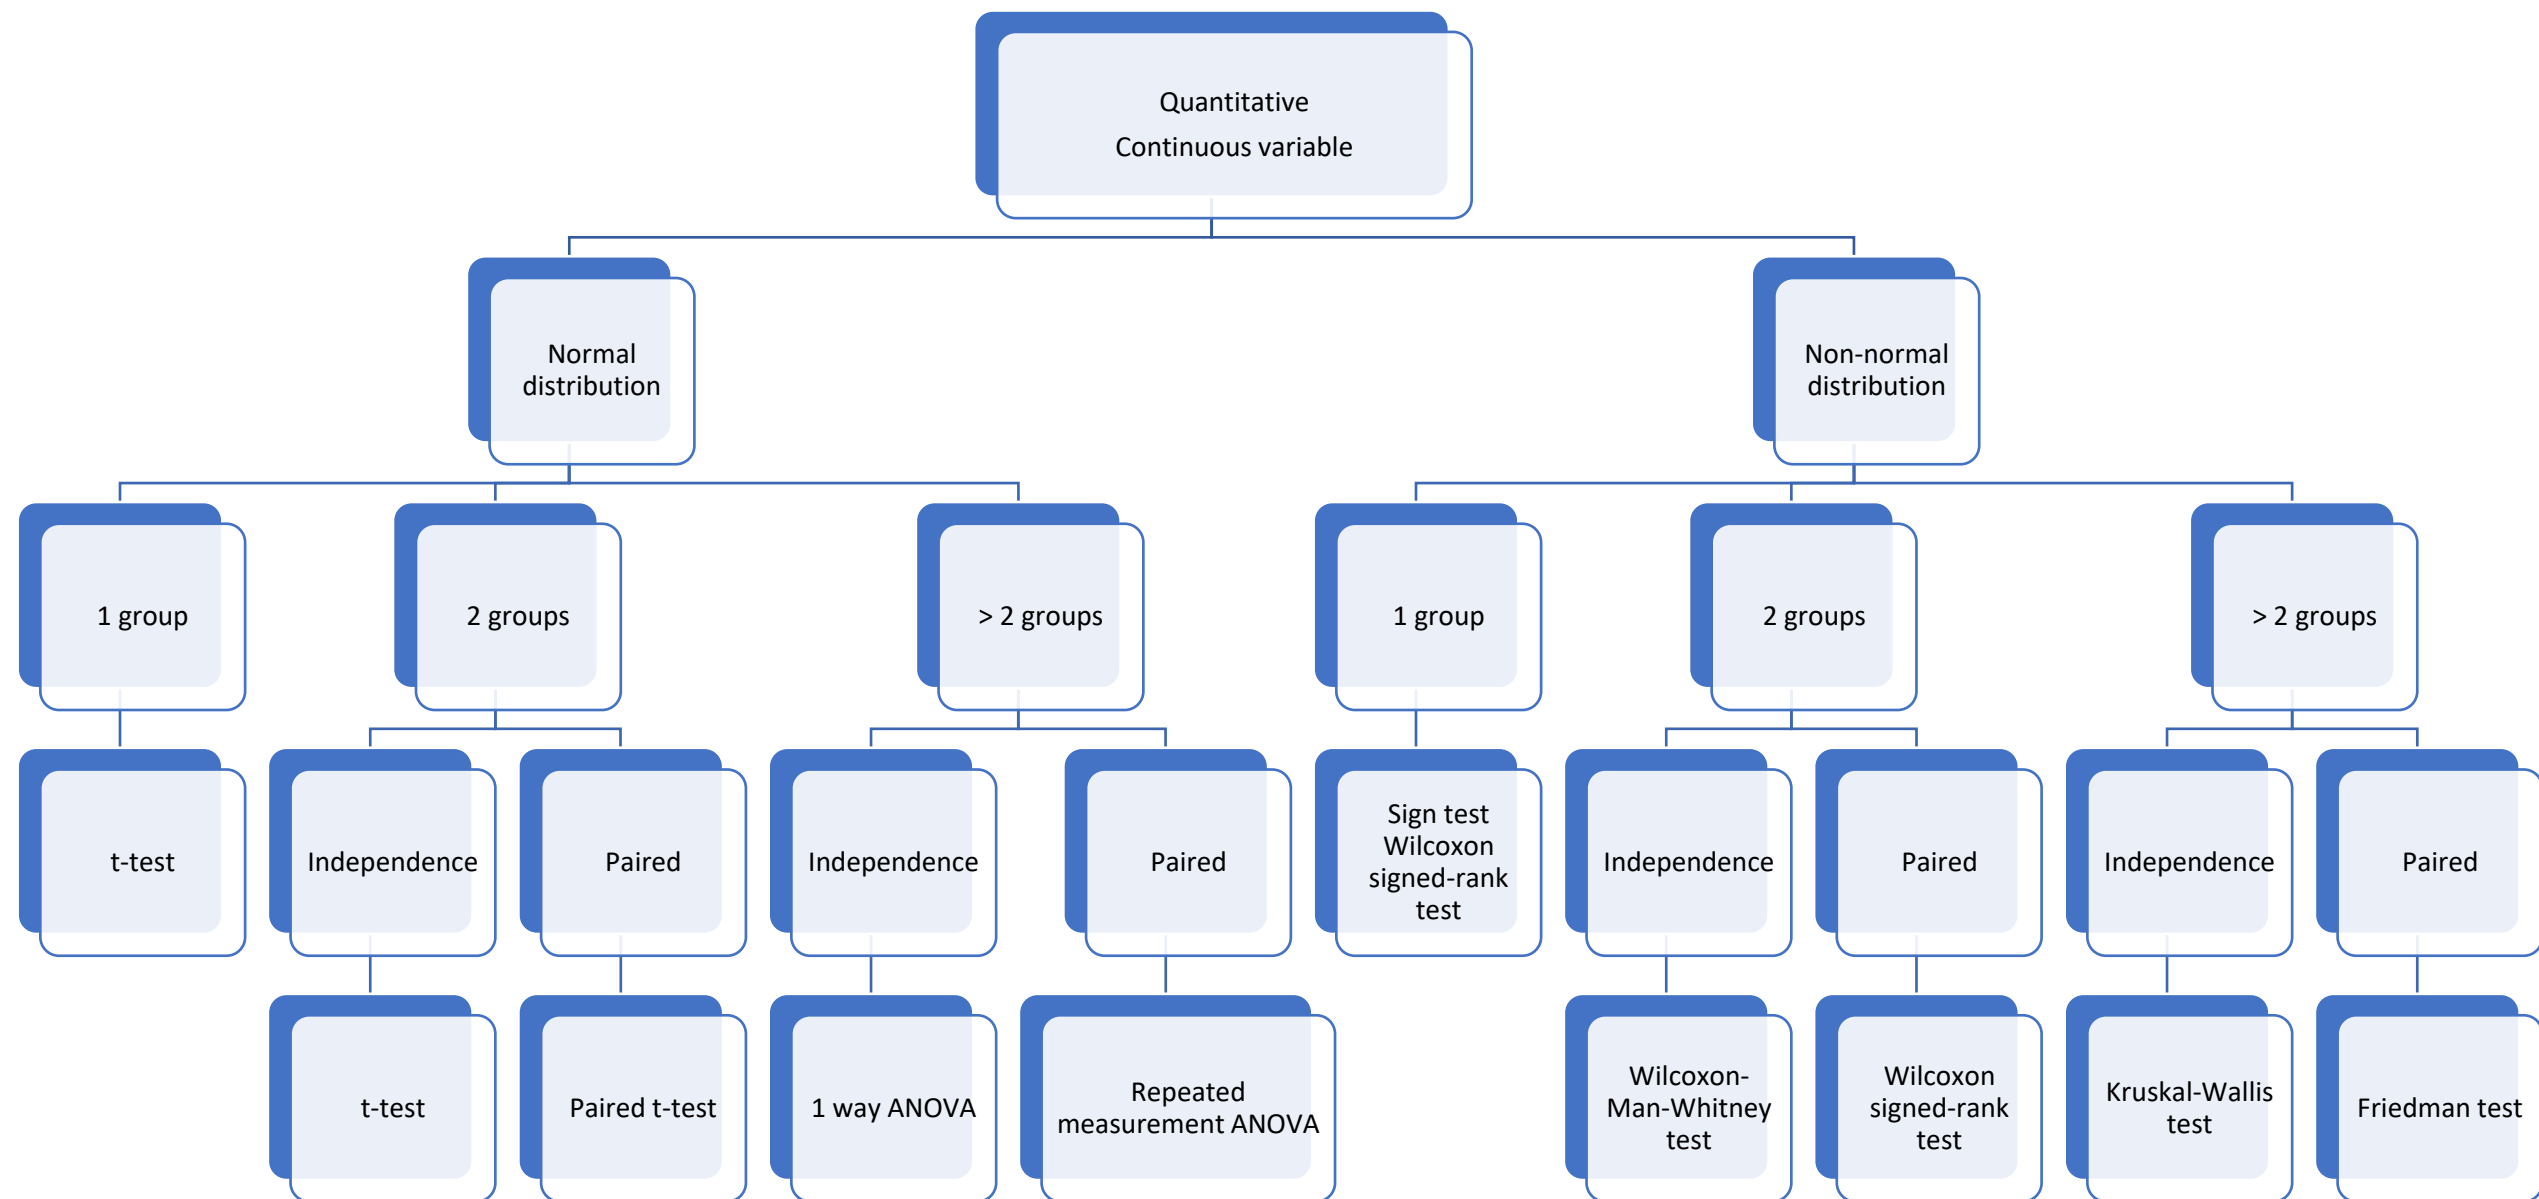 Quantitative
Continuous variable
Normal
distribution
Non-normal
distribution
1 group
2 groups
> 2 groups
1 group
2 groups
> 2 groups
t-test
Independence
Paired
Independence
Paired
Sign test
Wilcoxon
signed-rank
test
Independence
Paired
Independence
Paired
t-test
Paired t-test
1 way ANOVA
Repeated
measurement ANOVA
Wilcoxon-
Man-Whitney
test
Wilcoxon
signed-rank
test
Kruskal-Wallis
test
Friedman test